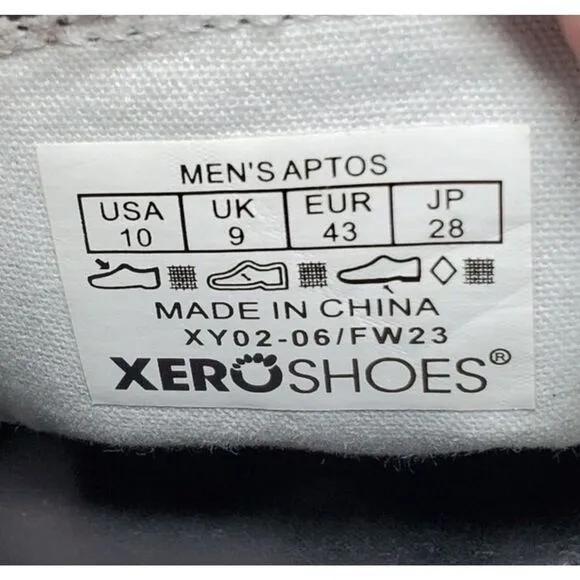 MEN'S APTOS
USA UK EUR JP
10 9 43 28
MADE IN CHINA
XY02-06/FW23
XEROSHOES®